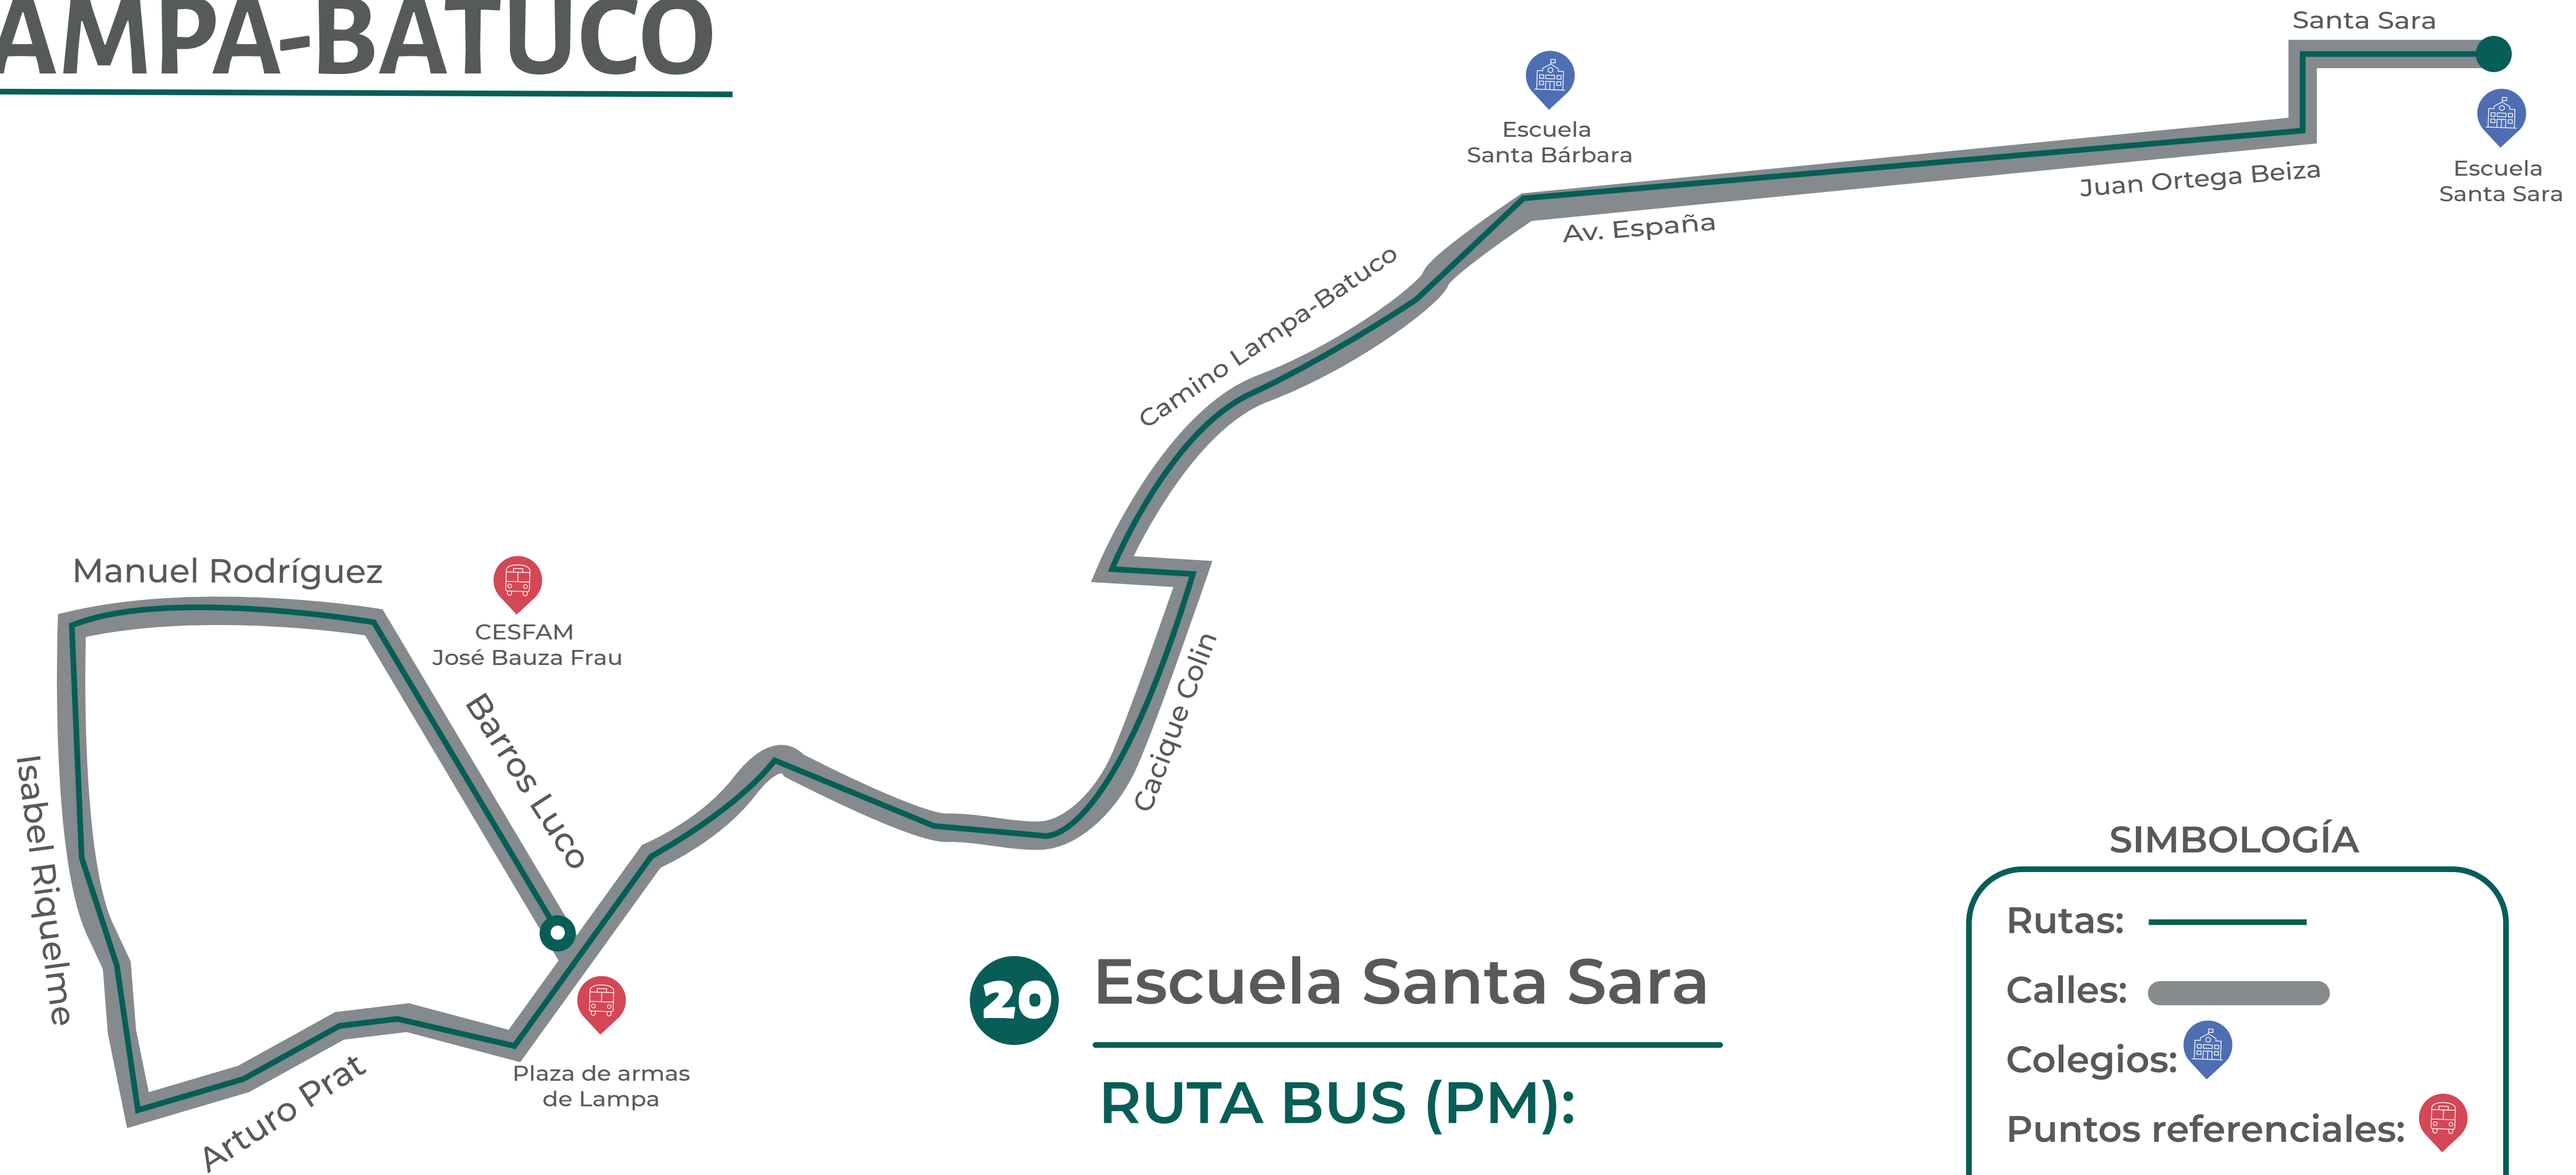 AMPA-BATUCO
Santa Sara
Escuela
Santa Bárbara
Escuela
Santa Sara
Juan Ortega Beiza
Av. España
Camino Lampa-Batuco
Manuel Rodríguez
CESFAM
José Bauza Frau
Barros Luco
Cacique Colin
Isabel Riquelme
Arturo Prat
Plaza de armas
de Lampa
20 Escuela Santa Sara
RUTA BUS (PM):
SIMBOLOGÍA
Rutas:
Calles:
Colegios:
Puntos referenciales: